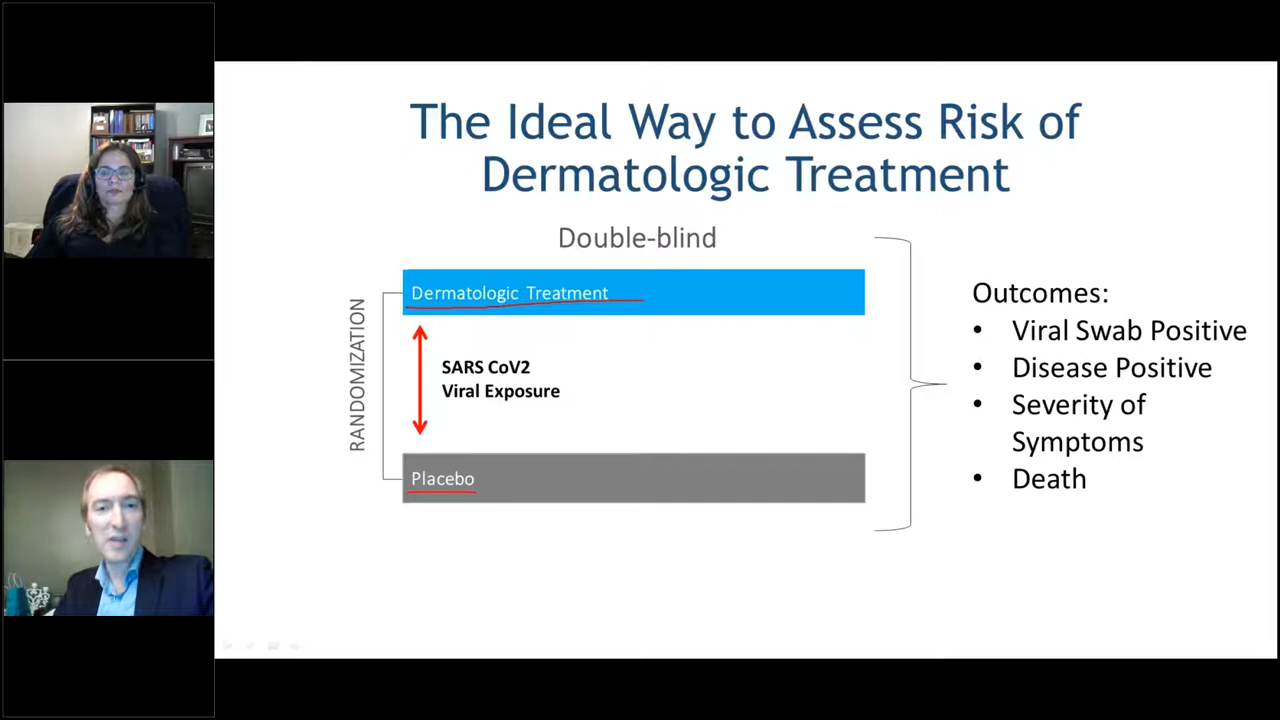 The Ideal Way to Assess Risk of
Dermatologic Treatment
Double-blind
RANDOMIZATION
Dermatologic Treatment
SARS CoV2
Viral Exposure
Placebo
Outcomes:
• Viral Swab Positive
• Disease Positive
• Severity of
Symptoms
• Death